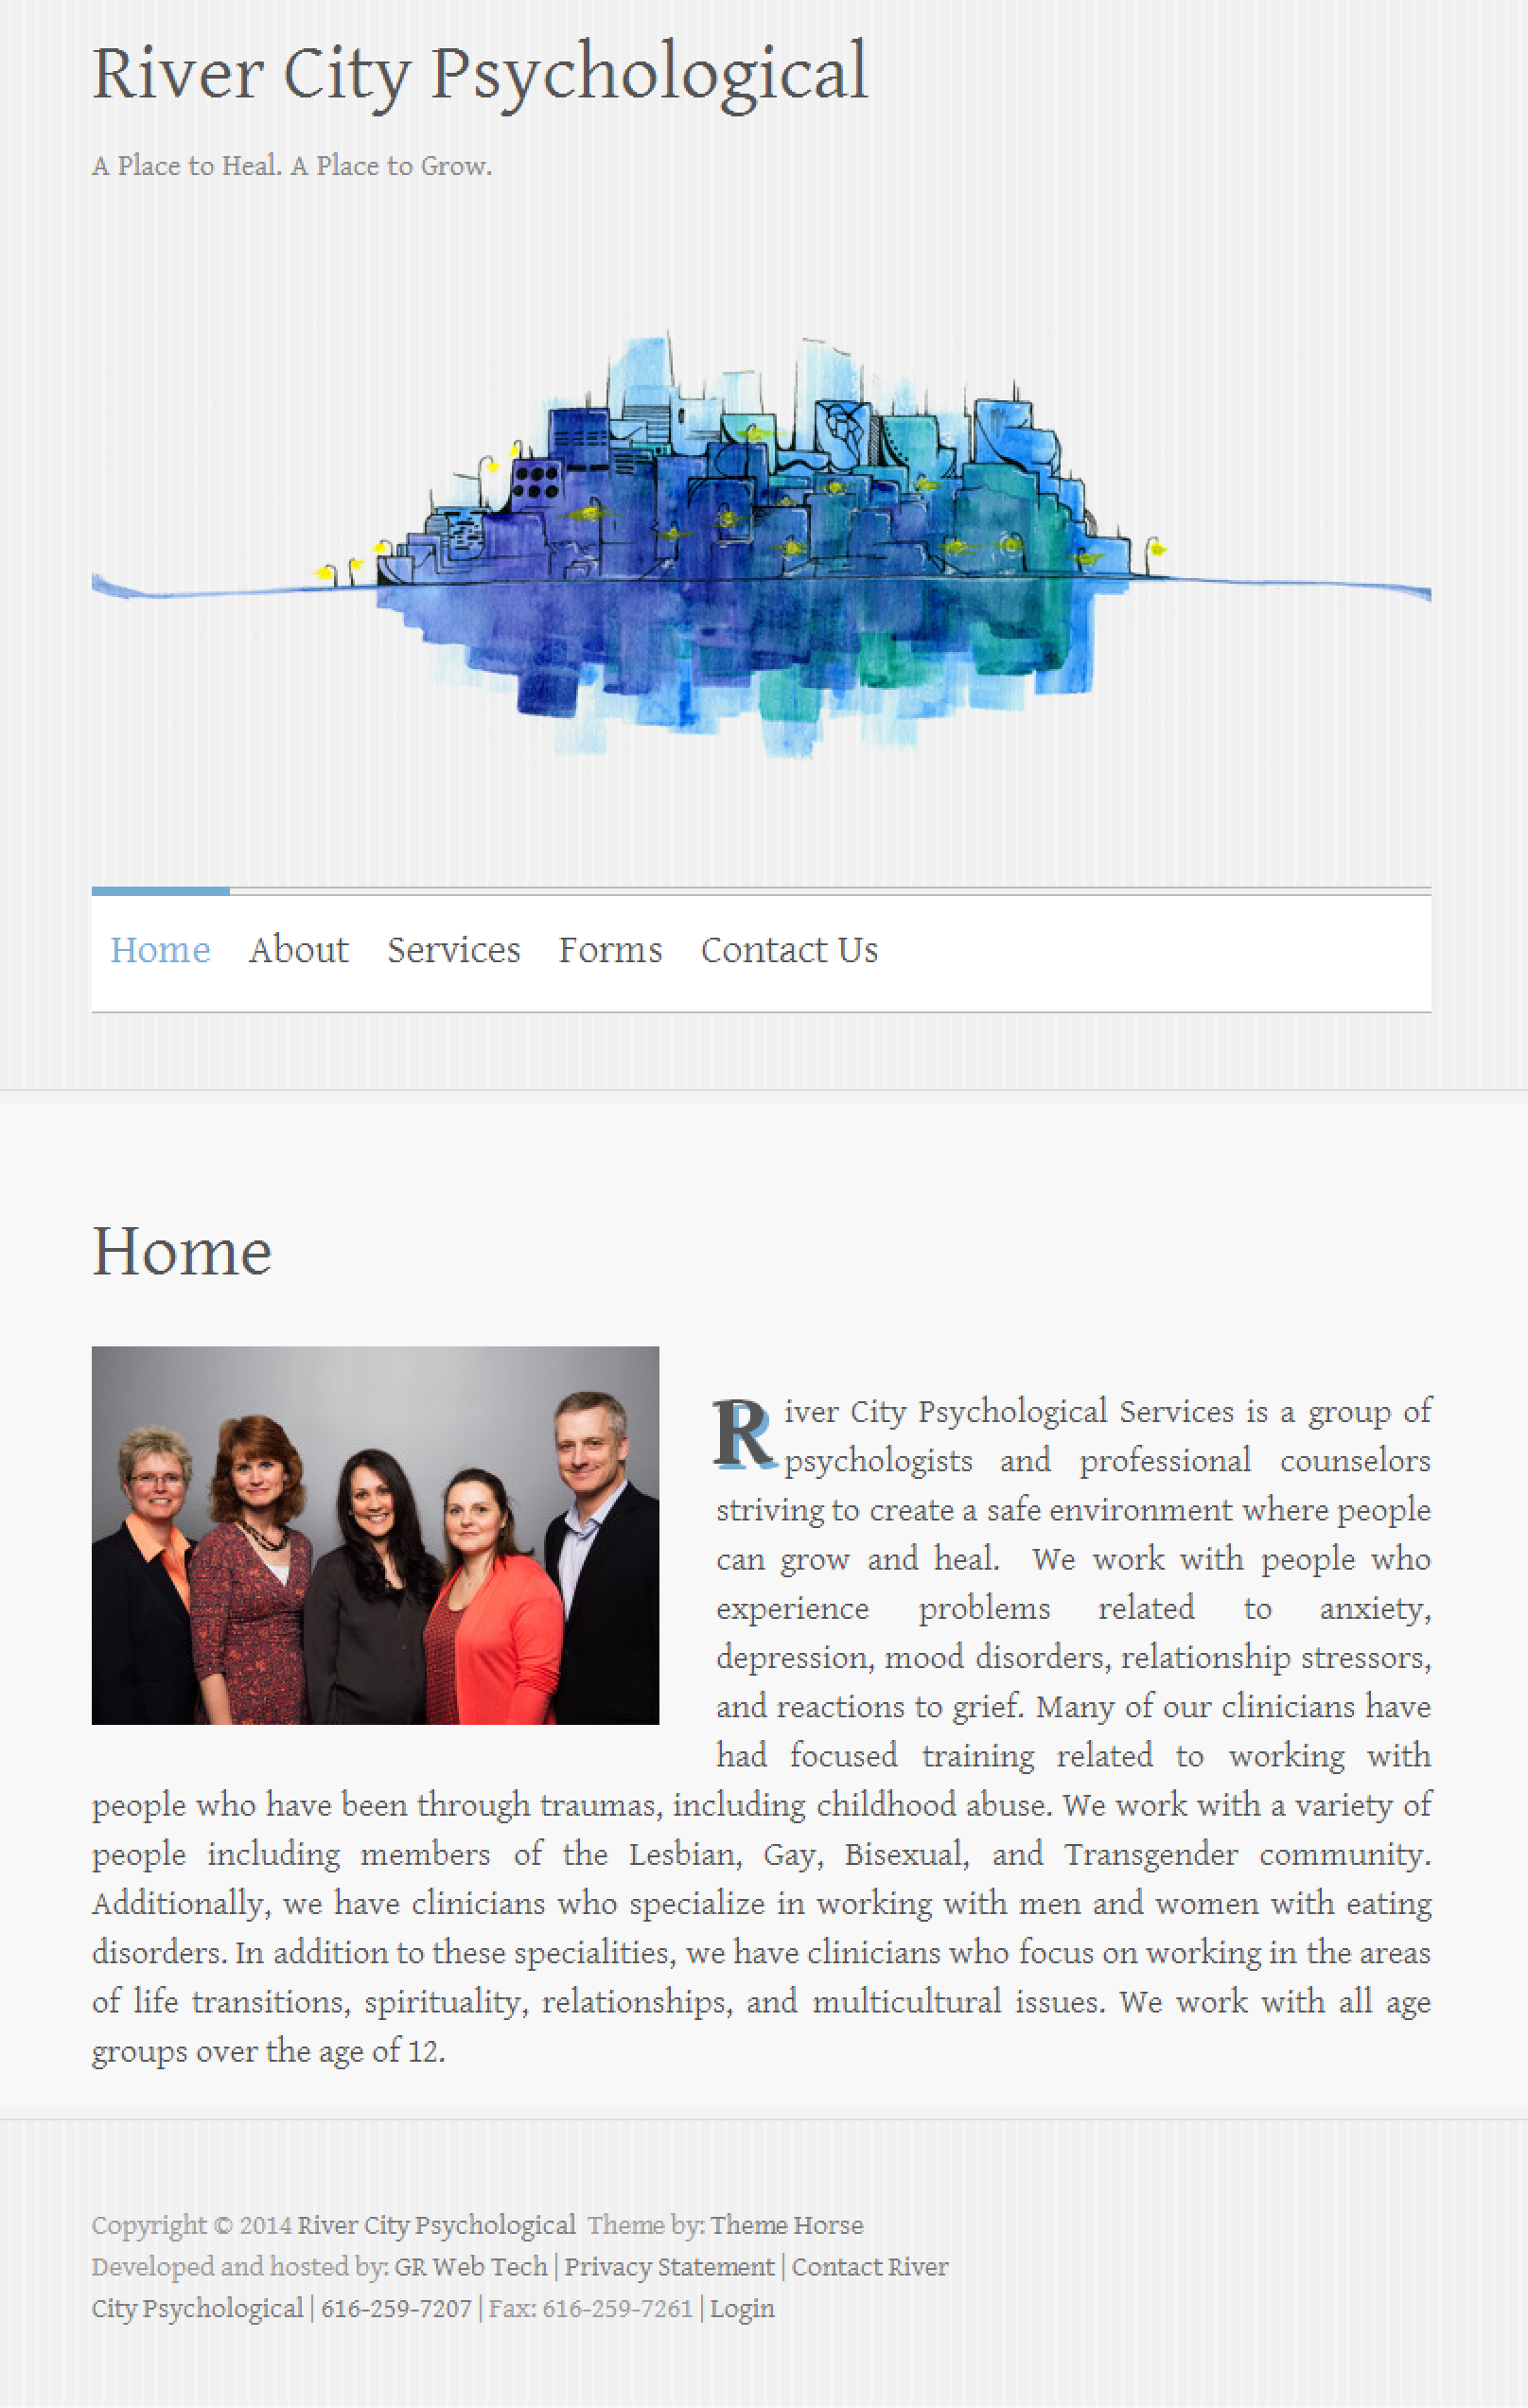 River City Psychological
A Place to Heal. A Place to Grow.
Home About Services Forms Contact Us
Home
River City Psychological Services is a group of
psychologists and professional counselors
striving to create a safe environment where people
can grow and heal.  We work with people who
experience problems related to anxiety,
depression, mood disorders, relationship stressors,
and reactions to grief. Many of our clinicians have
had focused training related to working with
people who have been through traumas, including childhood abuse. We work with a variety of
people including members of the Lesbian, Gay, Bisexual, and Transgender community.
Additionally, we have clinicians who specialize in working with men and women with eating
disorders. In addition to these specialities, we have clinicians who focus on working in the areas
of life transitions, spirituality, relationships, and multicultural issues. We work with all age
groups over the age of 12.
Copyright © 2014 River City Psychological  Theme by: Theme Horse
Developed and hosted by: GR Web Tech | Privacy Statement | Contact River
City Psychological | 616-259-7207 | Fax: 616-259-7261 | Login